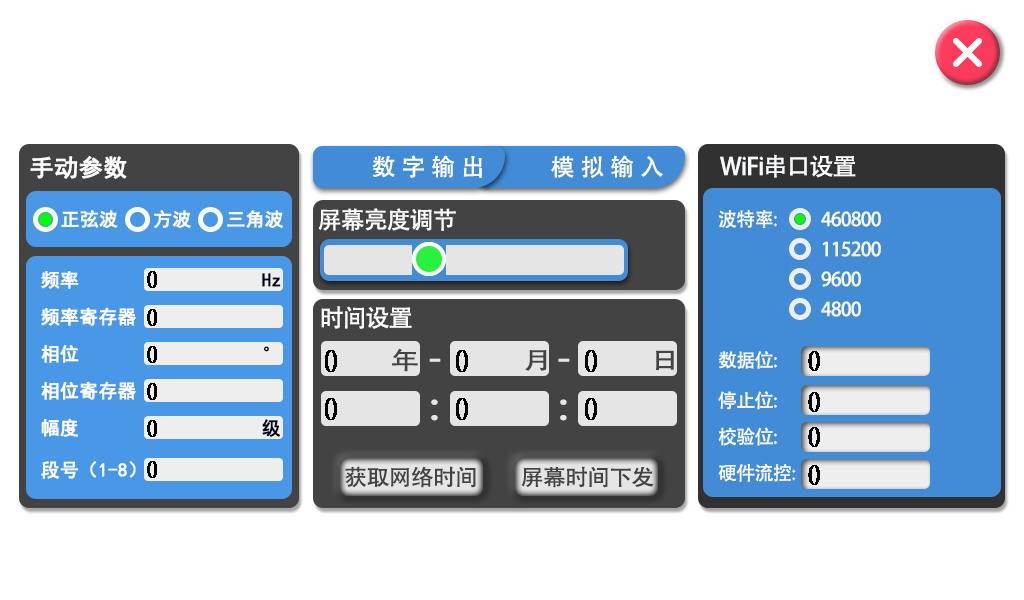 手动参数
正弦波 方波 三角波
频率 0 Hz
频率寄存器 0
相位 0 °
相位寄存器 0
幅度 0 级
段号（1-8） 0
数字输出 模拟输入
屏幕亮度调节
时间设置
0 年 - 0 月 - 0 日
0 : 0 : 0
获取网络时间 屏幕时间下发
WiFi串口设置
波特率: 460800
115200
9600
4800
数据位: 0
停止位: 0
校验位: 0
硬件流控: 0